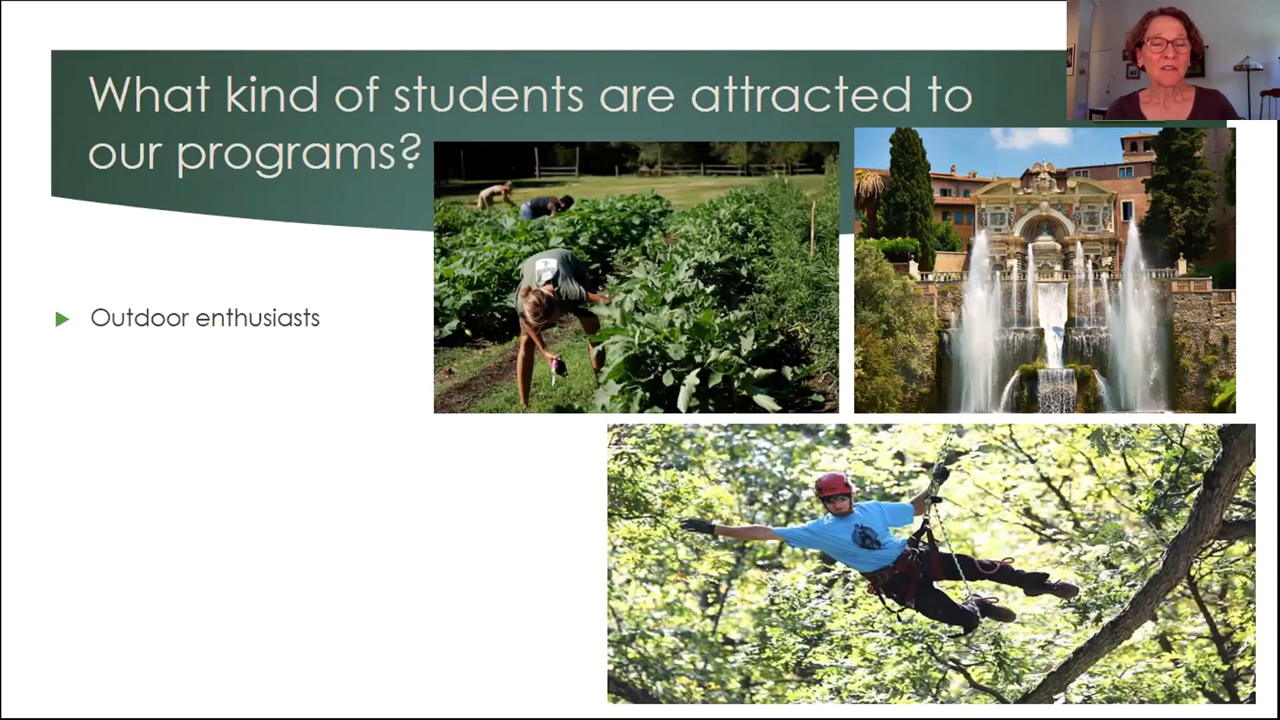 What kind of students are attracted to
our programs?
Outdoor enthusiasts